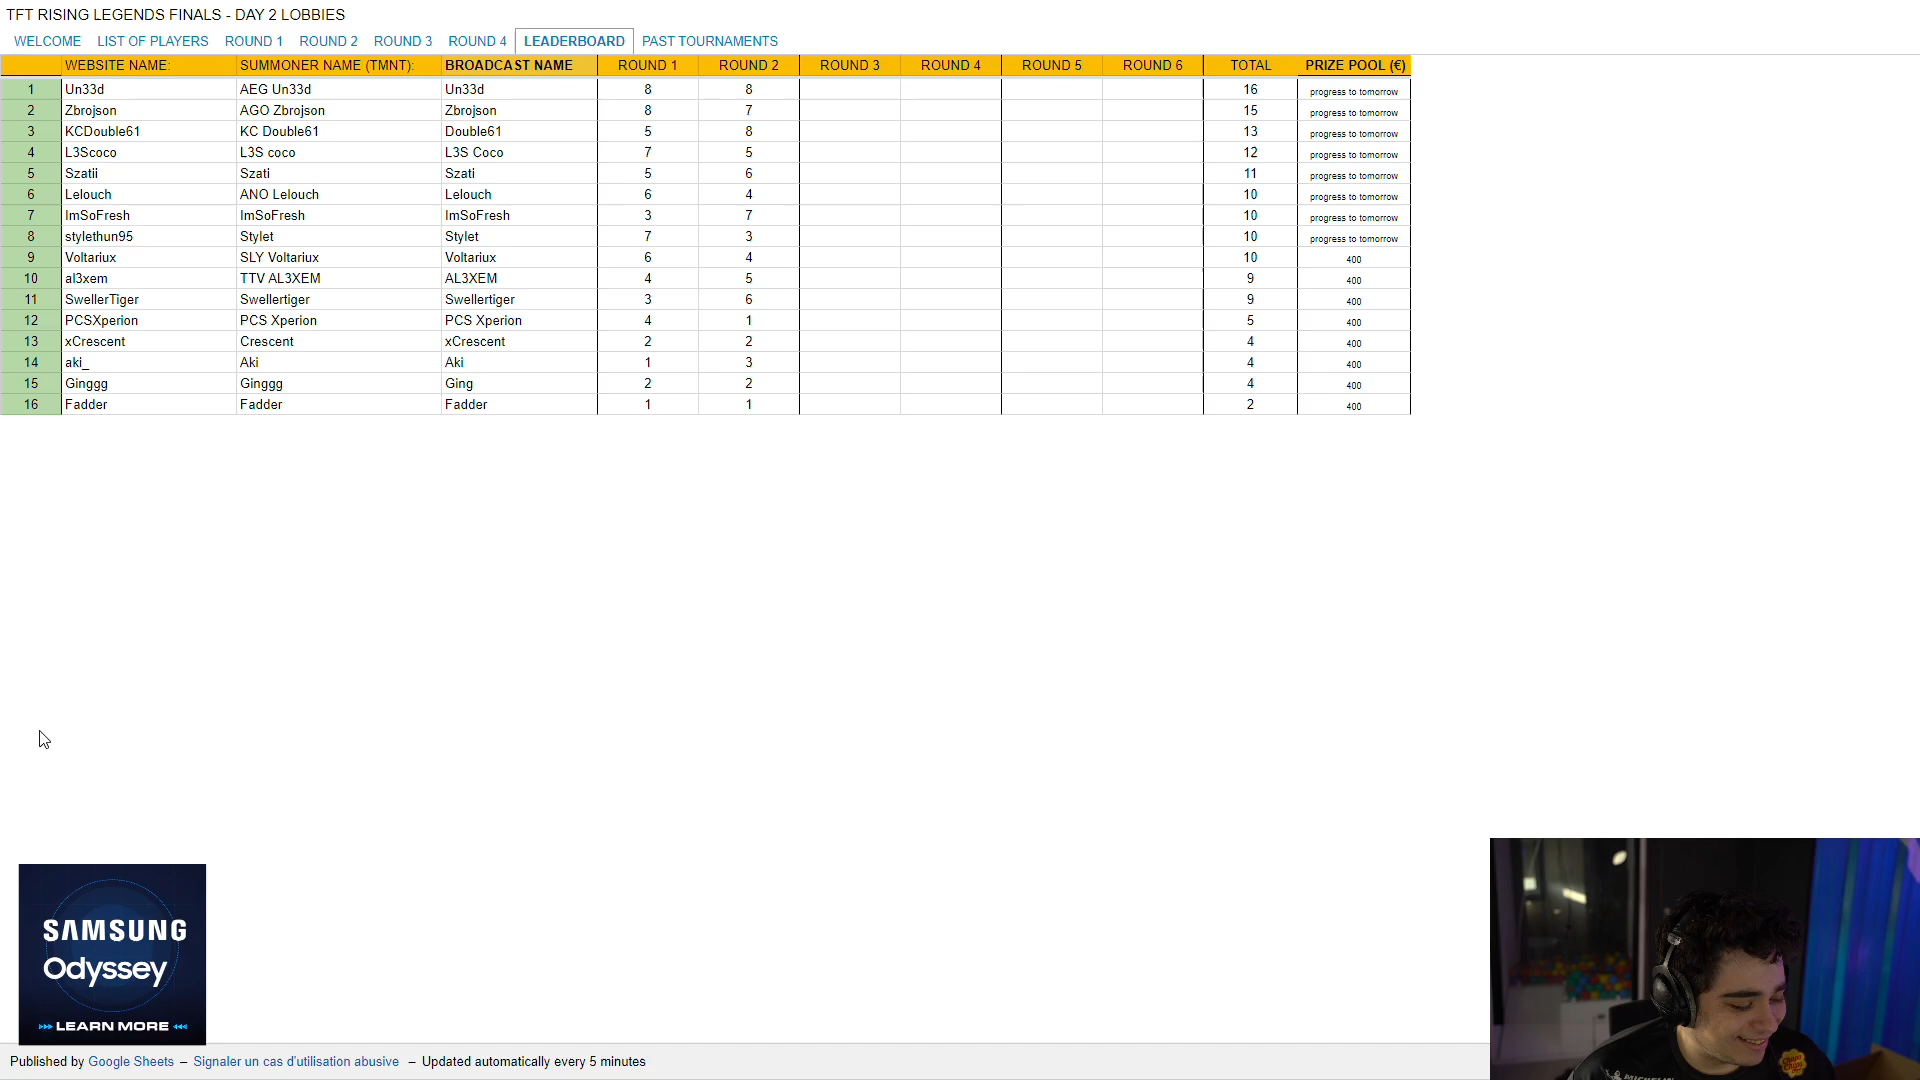 TFT RISING LEGENDS FINALS - DAY 2 LOBBIES
WELCOME LIST OF PLAYERS ROUND 1 ROUND 2 ROUND 3 ROUND 4 LEADERBOARD PAST TOURNAMENTS
WEBSITE NAME: SUMMONER NAME (TMNT): BROADCAST NAME ROUND 1 ROUND 2 ROUND 3 ROUND 4 ROUND 5 ROUND 6 TOTAL PRIZE POOL (€)
1 Un33d AEG Un33d Un33d 8 8 16 progress to tomorrow
2 Zbrojson AGO Zbrojson Zbrojson 8 7 15 progress to tomorrow
3 KCDouble61 KC Double61 Double61 5 8 13 progress to tomorrow
4 L3Scoco L3S coco L3S Coco 7 5 12 progress to tomorrow
5 Szatii Szati Szati 5 6 11 progress to tomorrow
6 Lelouch ANO Lelouch Lelouch 6 4 10 progress to tomorrow
7 ImSoFresh ImSoFresh ImSoFresh 3 7 10 progress to tomorrow
8 stylethun95 Stylet Stylet 7 3 10 progress to tomorrow
9 Voltariux SLY Voltariux Voltariux 6 4 10 400
10 al3xem TTV AL3XEM AL3XEM 4 5 9 400
11 SwellerTiger Swellertiger Swellertiger 3 6 9 400
12 PCSXperion PCS Xperion PCS Xperion 4 1 5 400
13 xCrescent Crescent xCrescent 2 2 4 400
14 aki_ Aki Aki 1 3 4 400
15 Ginggg Ginggg Ging 2 2 4 400
16 Fadder Fadder Fadder 1 1 2 400
SAMSUNG
Odyssey
LEARN MORE
Published by Google Sheets – Signaler un cas d'utilisation abusive – Updated automatically every 5 minutes
Chupa Chups